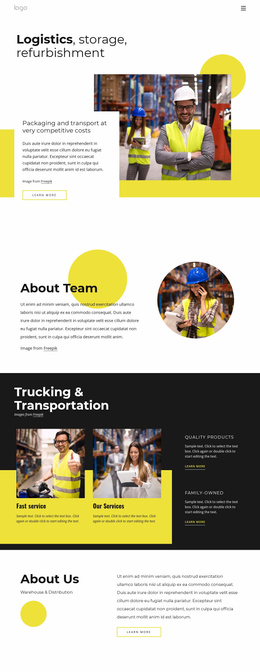 logo
Logistics, storage,
refurbishment
Packaging and transport at
very competitive costs
Duis aute irure dolor in reprehenderit in
voluptate velit esse cillum dolore eu fugiat
nulla pariatur. Excepteur sint occaecat
cupidatat non proident, sunt in culpa qui
officia deserunt mollit anim id est laborum.
Image from Freepik
LEARN MORE
About Team
Ut enim ad minim veniam, quis nostrud exercitation ullamco
laboris nisi ut aliquip ex ea commodo consequat. Duis aute
irure dolor in reprehenderit in voluptate velit esse cillum dolore
eu fugiat nulla pariatur. Excepteur sint occaecat cupidatat non
proident, sunt in culpa qui officia deserunt mollit anim id est
laborum.
Image from Freepik
Trucking &
Transportation
Image from Freepik
QUALITY PRODUCTS
Sample text. Click to select
the text box. Click again or
double click to start editing
the text.
LEARN MORE
FAMILY-OWNED
Sample text. Click to select
the text box. Click again or
double click to start editing
the text.
LEARN MORE
Fast service
Sample text. Click to select the text box. Click
again or double click to start editing the text.
Our Services
Sample text. Click to select the text box. Click
again or double click to start editing the text.
About Us
Warehouse & Distribution
Ut enim ad minim veniam, quis nostrud exercitation
ullamco laboris nisi ut aliquip ex ea commodo
consequat. Duis aute irure dolor in reprehenderit in
voluptate velit esse cillum dolore eu fugiat nulla
pariatur. Excepteur sint occaecat cupidatat non
proident, sunt in culpa qui officia deserunt mollit anim
id est laborum.
LEARN MORE